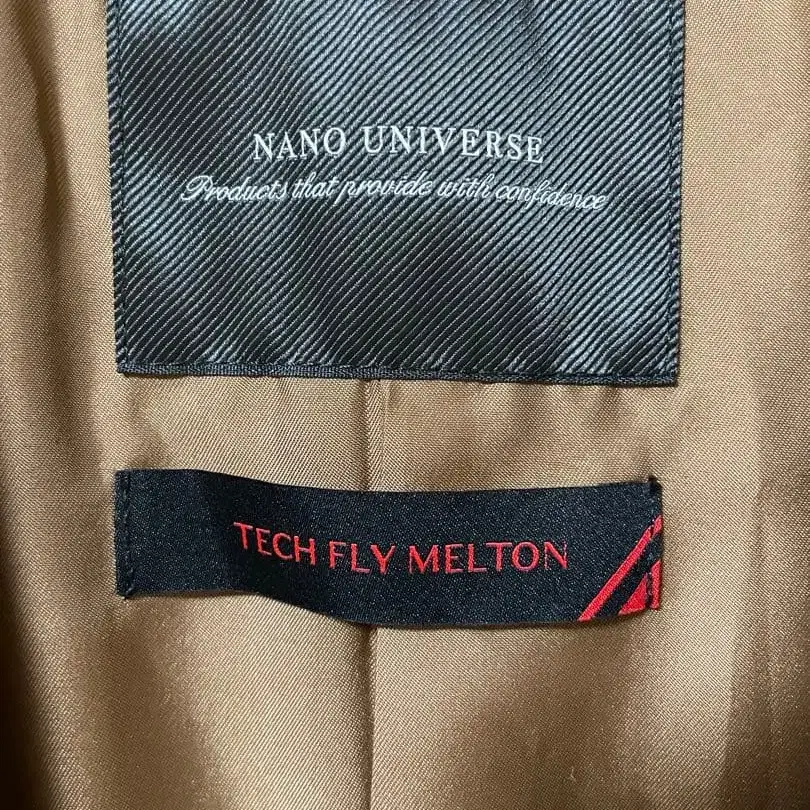 NANO UNIVERSE
Products that provide with confidence
TECH FLY MELTON